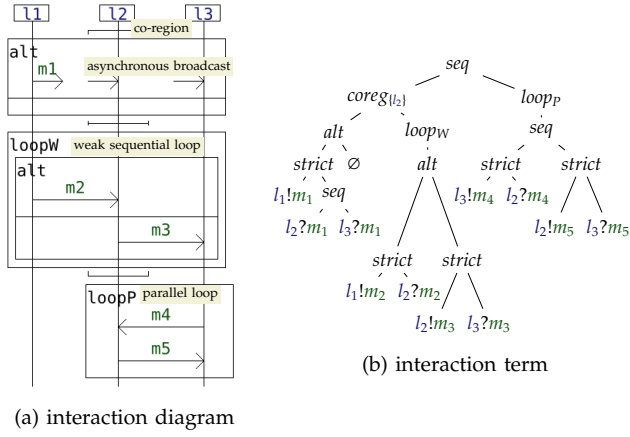 l1 l2 l3
co-region
alt
m1 asynchronous broadcast
loopW weak sequential loop
alt
m2
m3
loopP parallel loop
m4
m5
(a) interaction diagram
seq
coreg{l2} loopP
alt loopW seq
strict ∅ alt strict strict
l1!m1 seq l3!m4 l2?m4
l2?m1 l3?m1 l2!m5 l3?m5
strict strict
l1!m2 l2?m2
l2!m3 l3?m3
(b) interaction term